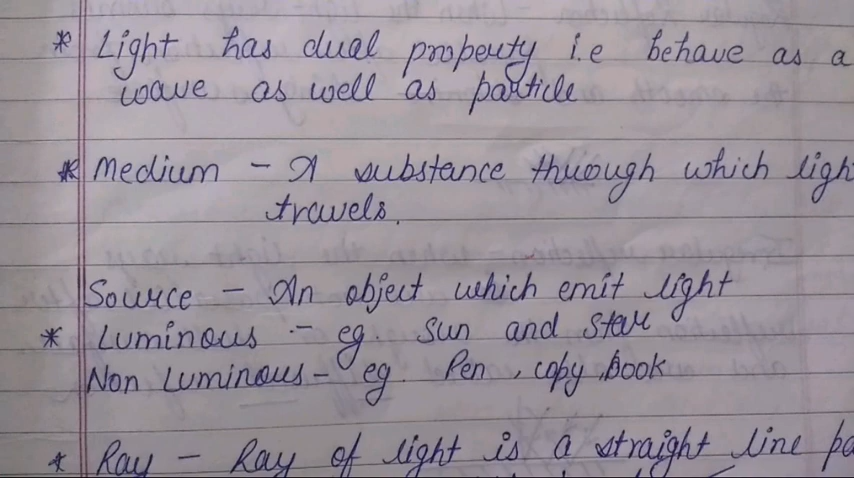 * Light has dual property i.e behave as a
wave as well as particle
* Medium - A substance through which ligh
travels.
Source - An object which emit light
* Luminous :- eg. Sun and Star
Non Luminous - eg. Pen, copy, book
* Ray - Ray of light is a straight line pa